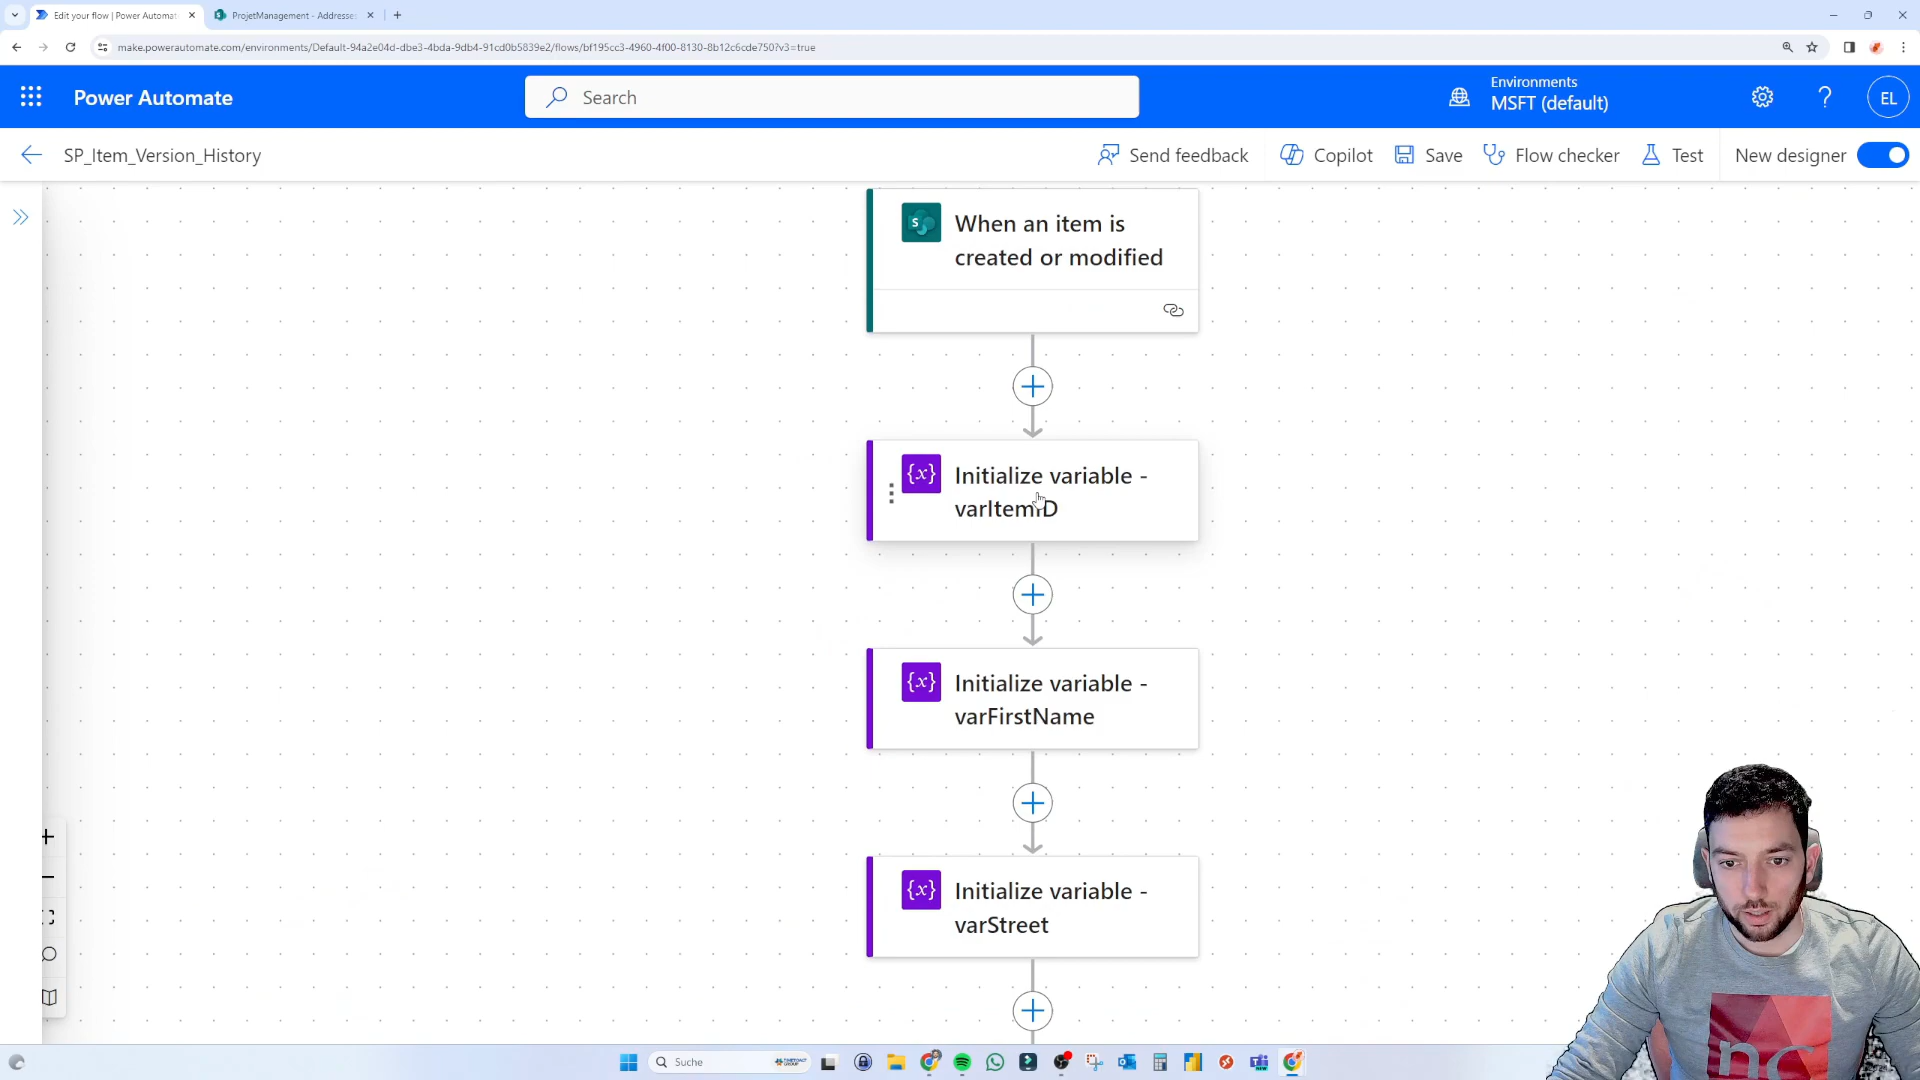 Edit your flow | Power Automate
ProjetManagement - Addresses
make.powerautomate.com/environments/Default-94a2e04d-dbe3-4bda-9db4-91cd0b5839e2/flows/bf195cc3-4960-4f00-8130-8b12c6cde750?v3=true
Power Automate
Search
Environments
MSFT (default)
EL
SP_Item_Version_History
Send feedback
Copilot
Save
Flow checker
Test
New designer
When an item is
created or modified
Initialize variable -
varItemID
Initialize variable -
varFirstName
Initialize variable -
varStreet
Suche
nc